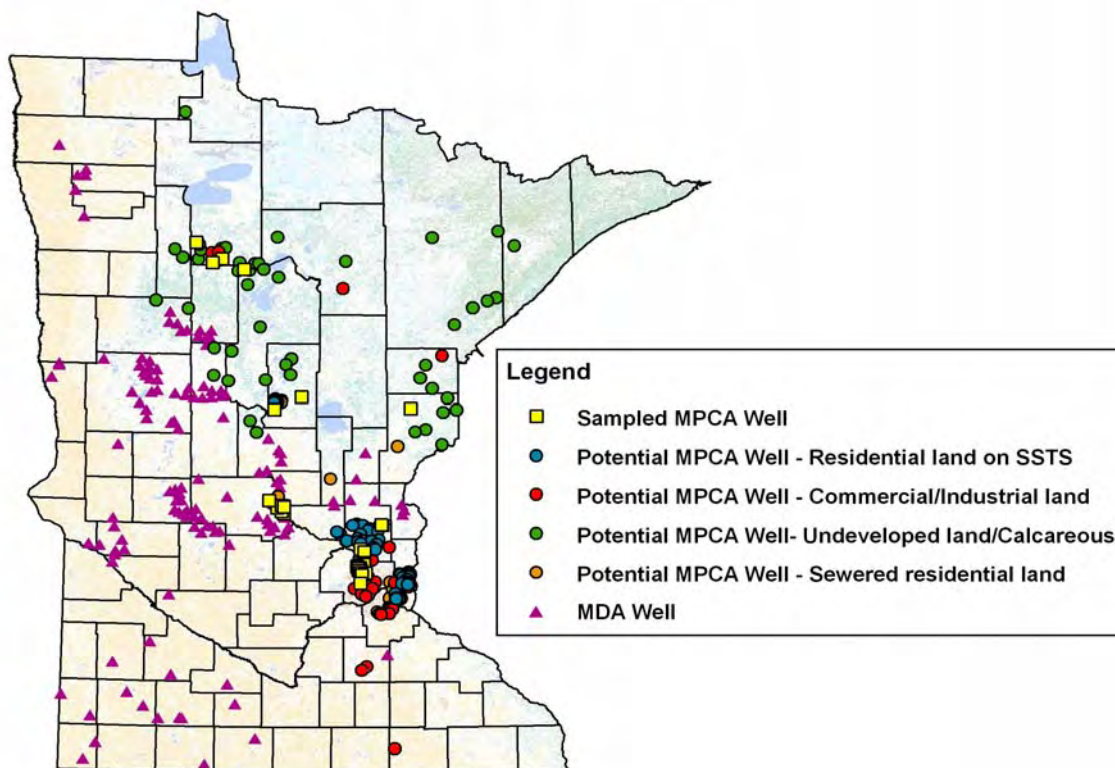 Legend
Sampled MPCA Well
Potential MPCA Well - Residential land on SSTS
Potential MPCA Well - Commercial/Industrial land
Potential MPCA Well- Undeveloped land/Calcareous
Potential MPCA Well - Sewered residential land
MDA Well